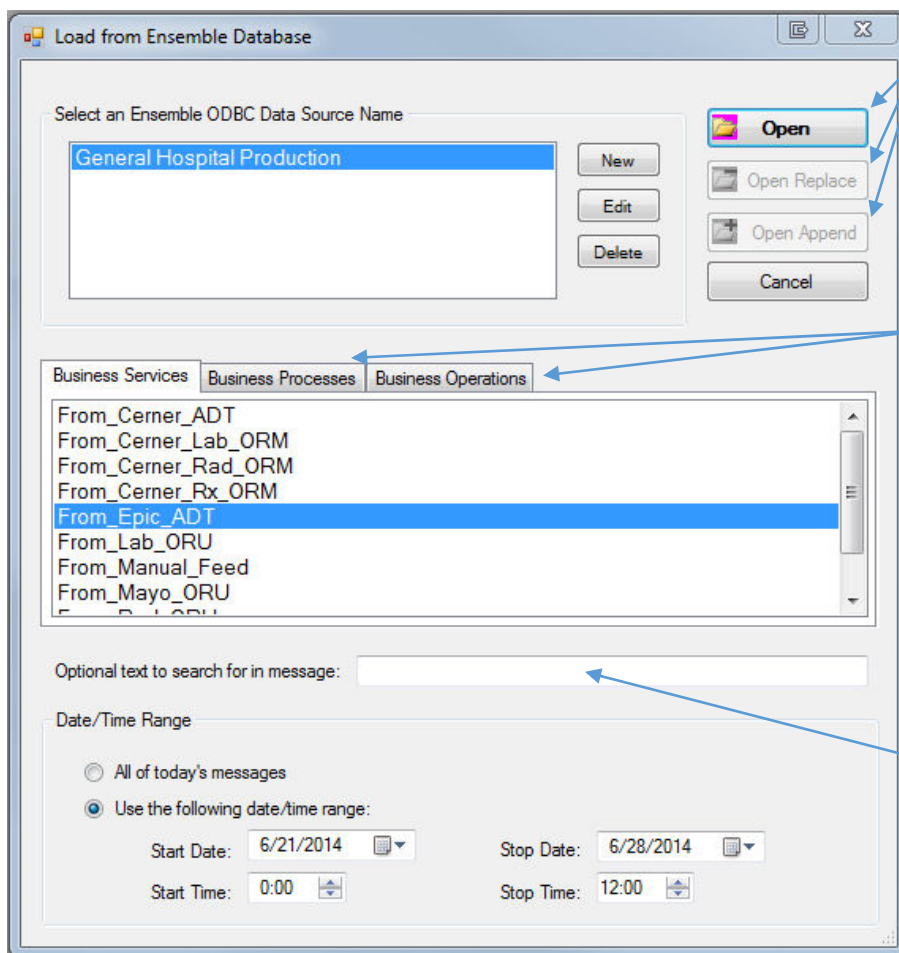 Load from Ensemble Database
Select an Ensemble ODBC Data Source Name
General Hospital Production
New
Edit
Delete
Open
Open Replace
Open Append
Cancel
Business Services Business Processes Business Operations
From_Cerner_ADT
From_Cerner_Lab_ORM
From_Cerner_Rad_ORM
From_Cerner_Rx_ORM
From_Epic_ADT
From_Lab_ORU
From_Manual_Feed
From_Mayo_ORU
Optional text to search for in message:
Date/Time Range
All of today's messages
Use the following date/time range:
Start Date: 6/21/2014 Stop Date: 6/28/2014
Start Time: 0:00 Stop Time: 12:00